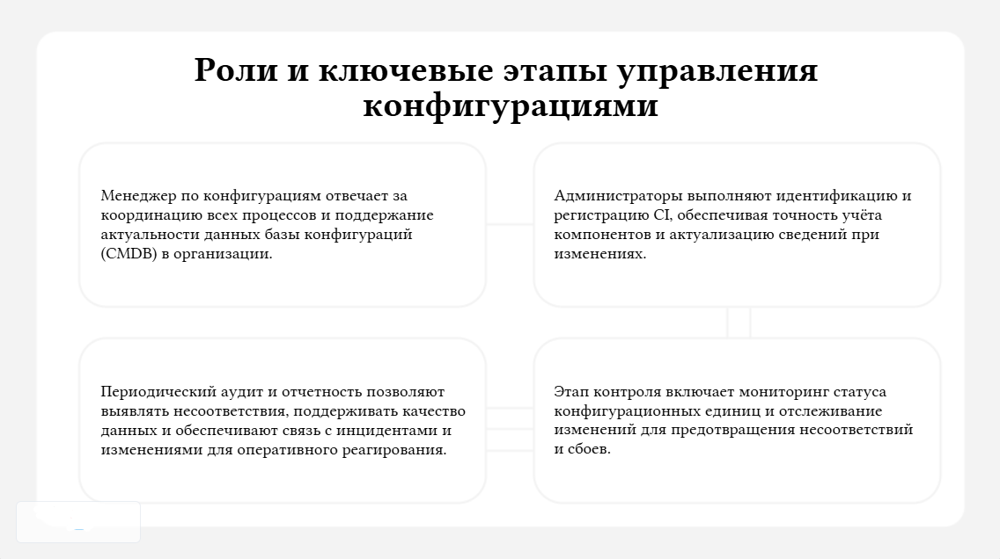 Роли и ключевые этапы управления
конфигурациями
Менеджер по конфигурациям отвечает за
координацию всех процессов и поддержание
актуальности данных базы конфигураций
(CMDB) в организации.
Администраторы выполняют идентификацию и
регистрацию CI, обеспечивая точность учёта
компонентов и актуализацию сведений при
изменениях.
Периодический аудит и отчетность позволяют
выявлять несоответствия, поддерживать качество
данных и обеспечивают связь с инцидентами и
изменениями для оперативного реагирования.
Этап контроля включает мониторинг статуса
конфигурационных единиц и отслеживание
изменений для предотвращения несоответствий
и сбоев.